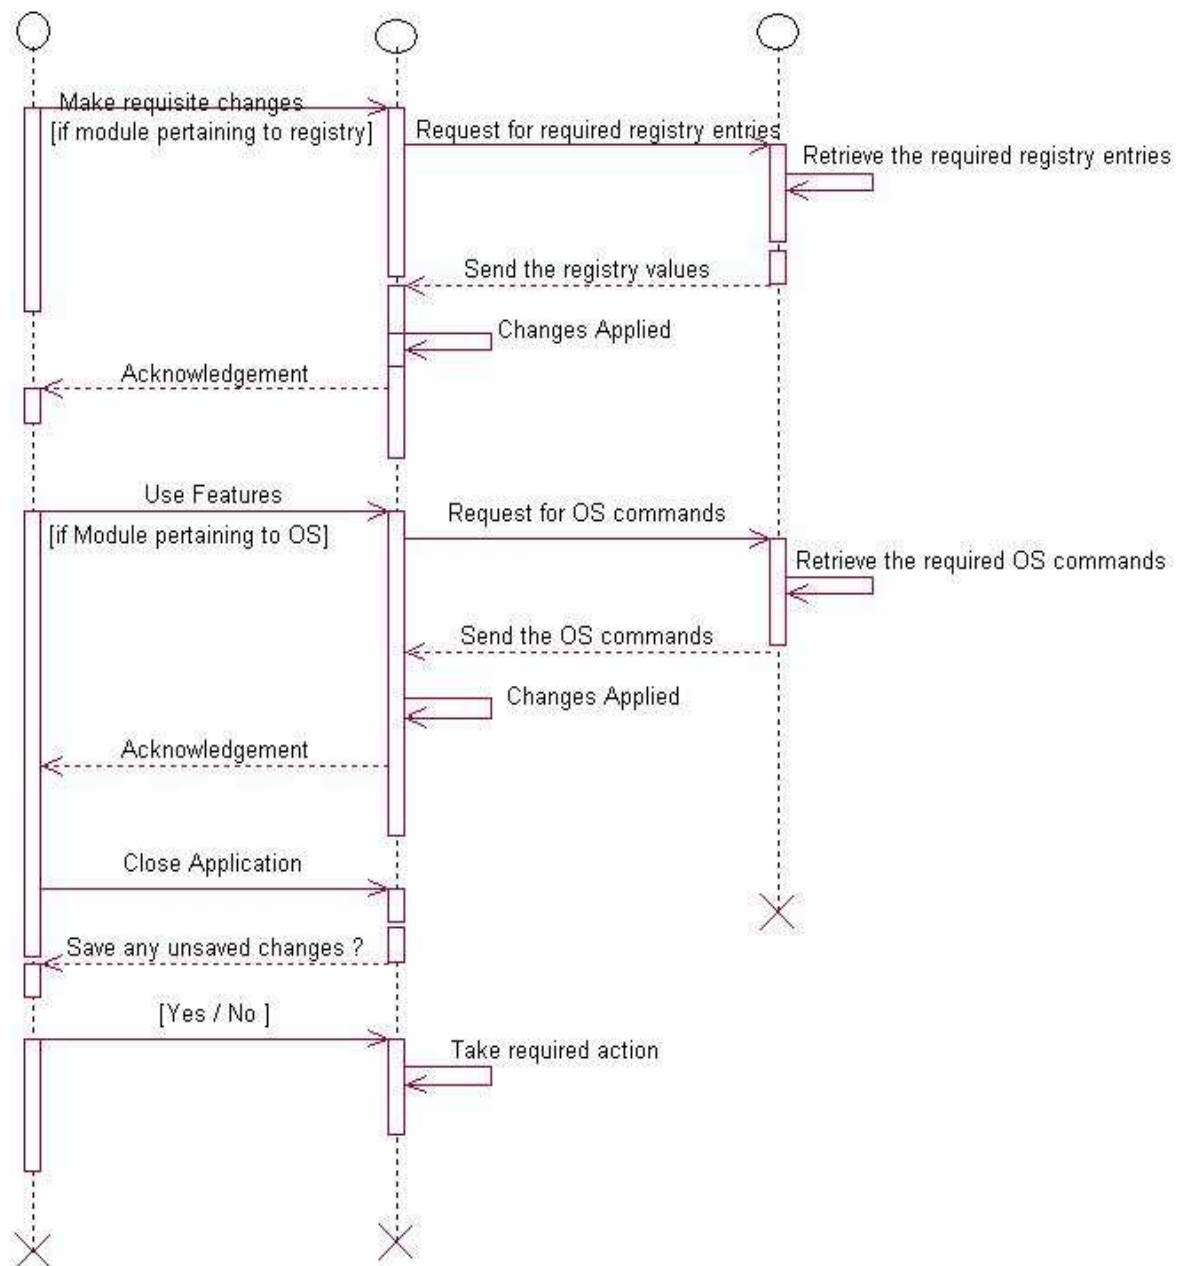 Make requisite changes
[if module pertaining to registry]
Request for required registry entries
Retrieve the required registry entries
Send the registry values
Changes Applied
Acknowledgement
Use Features
[if Module pertaining to OS]
Request for OS commands
Retrieve the required OS commands
Send the OS commands
Changes Applied
Acknowledgement
Close Application
Save any unsaved changes ?
[Yes / No ]
Take required action